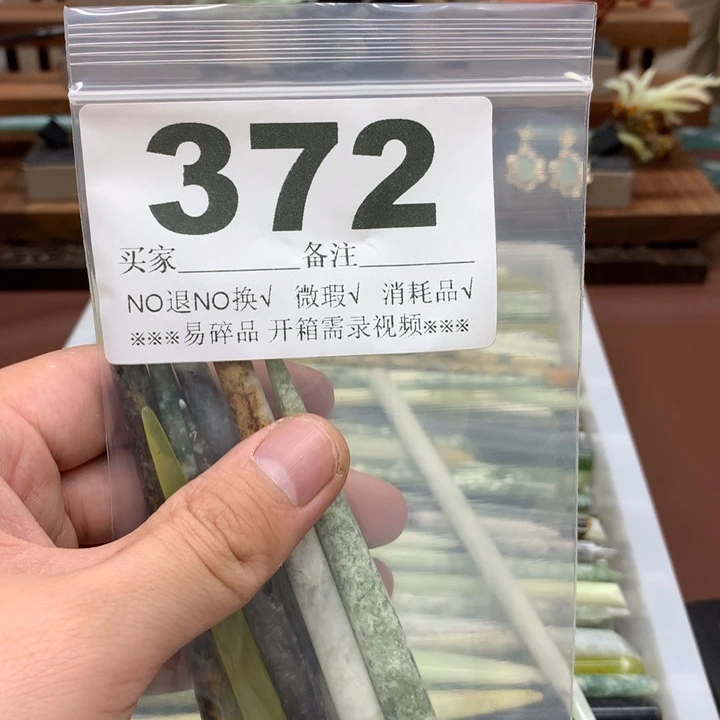 372
买家________备注________
NO退NO换√ 微瑕√ 消耗品√
※※※易碎品 开箱需录视频※※※